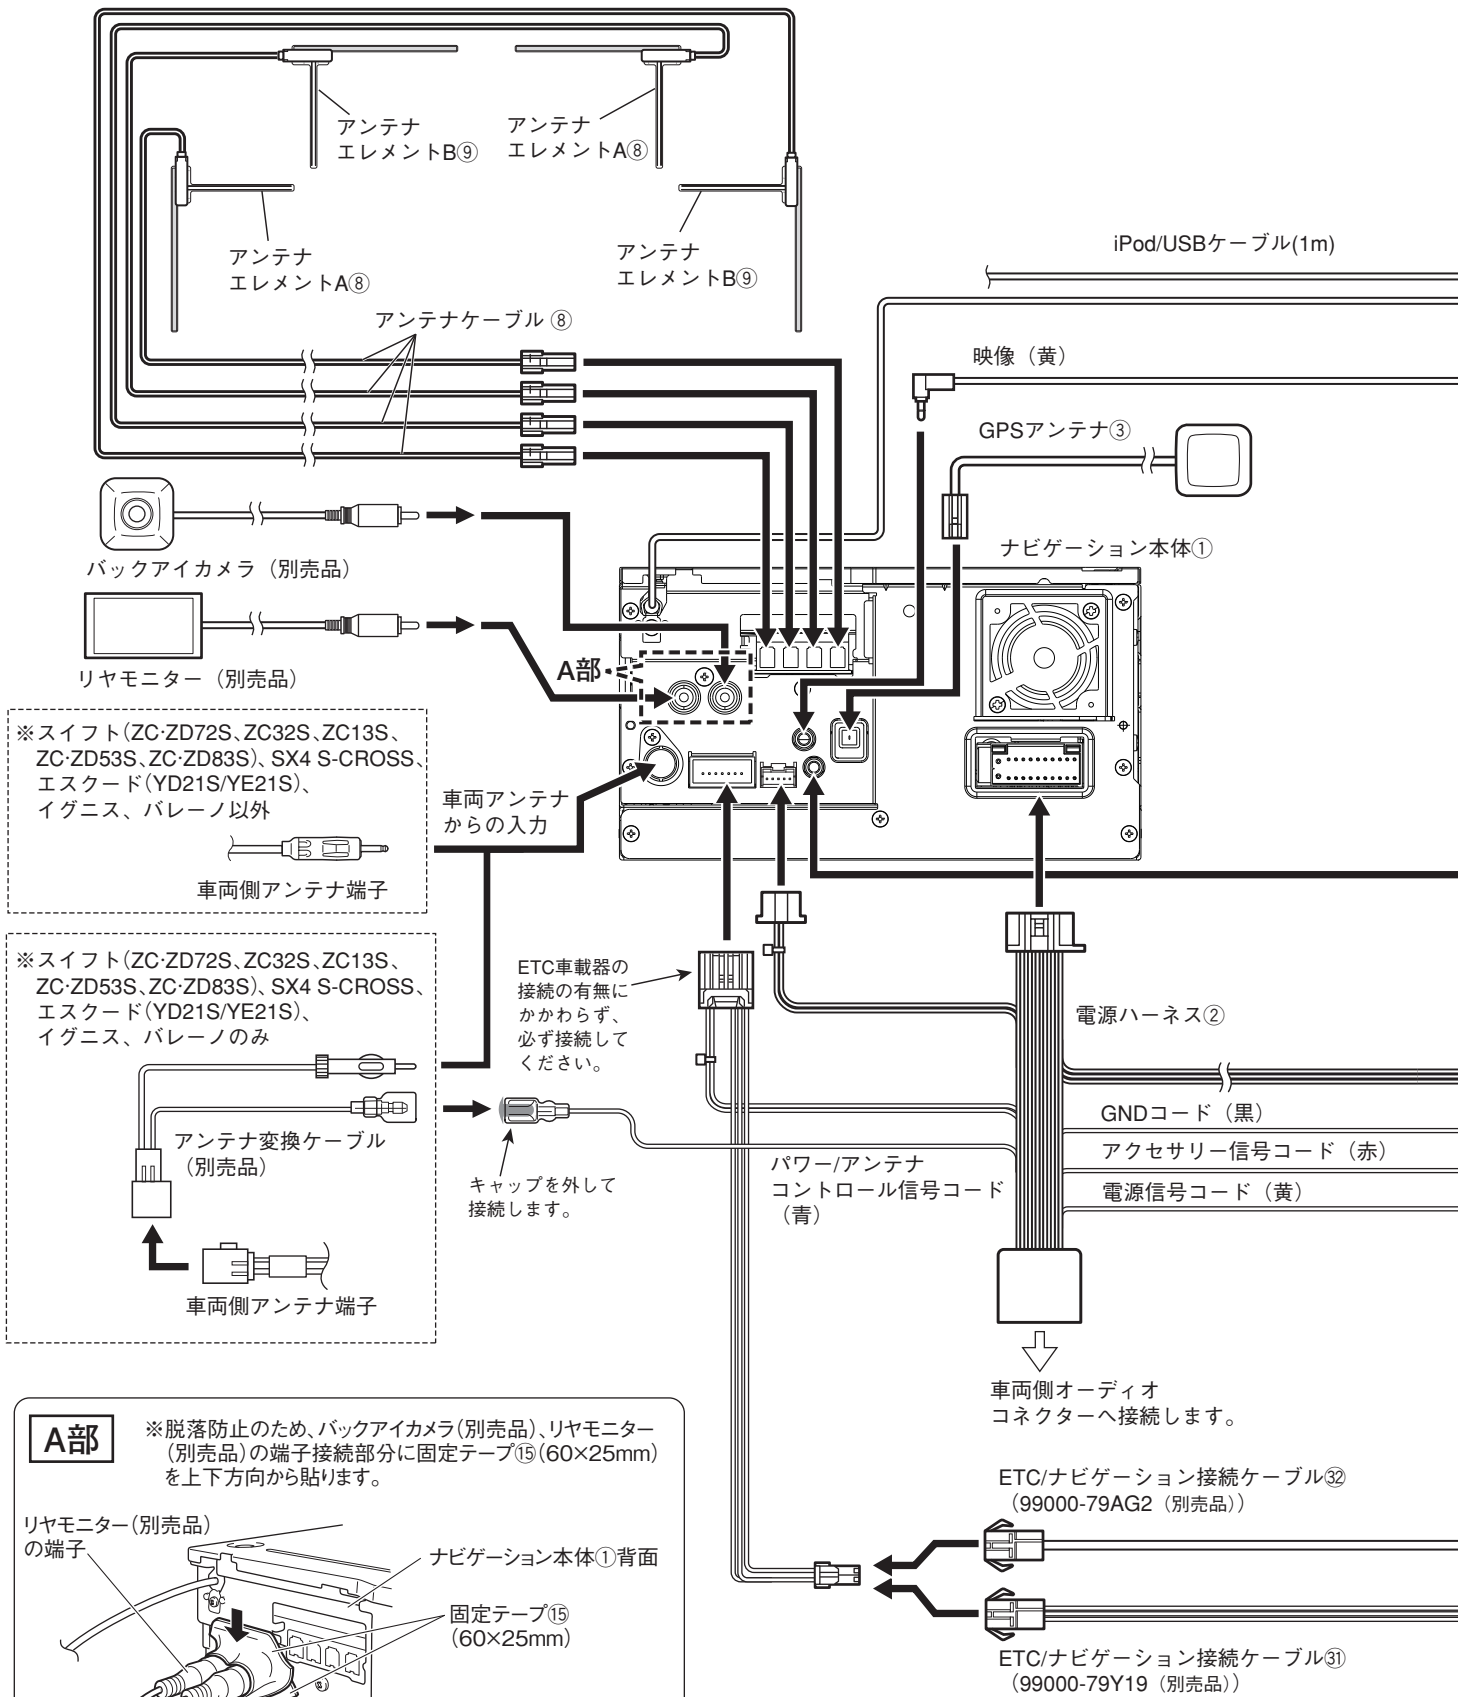 アンテナ
エレメントB⑨
アンテナ
エレメントA⑧
アンテナ
エレメントA⑧
アンテナ
エレメントB⑨
iPod/USBケーブル(1m)
アンテナケーブル ⑧
映像（黄）
GPSアンテナ③
バックアイカメラ（別売品）
ナビゲーション本体①
リヤモニター（別売品）
A部
※スイフト(ZC·ZD72S、ZC32S、ZC13S、
ZC·ZD53S、ZC·ZD83S)、SX4 S-CROSS、
エスクード(YD21S/YE21S)、
イグニス、バレーノ以外
車両側アンテナ端子
車両アンテナ
からの入力
※スイフト(ZC·ZD72S、ZC32S、ZC13S、
ZC·ZD53S、ZC·ZD83S)、SX4 S-CROSS、
エスクード(YD21S/YE21S)、
イグニス、バレーノのみ
アンテナ変換ケーブル
（別売品）
車両側アンテナ端子
ETC車載器の
接続の有無に
かかわらず、
必ず接続して
ください。
キャップを外して
接続します。
電源ハーネス②
GNDコード（黒）
アクセサリー信号コード（赤）
電源信号コード（黄）
パワー/アンテナ
コントロール信号コード
（青）
車両側オーディオ
コネクターへ接続します。
A部
※脱落防止のため、バックアイカメラ(別売品)、リヤモニター
(別売品)の端子接続部分に固定テープ⑮(60×25mm)
を上下方向から貼ります。
リヤモニター(別売品)
の端子
ナビゲーション本体①背面
固定テープ⑮
(60×25mm)
ETC/ナビゲーション接続ケーブル㉜
（99000-79AG2（別売品））
ETC/ナビゲーション接続ケーブル㉛
（99000-79Y19（別売品））